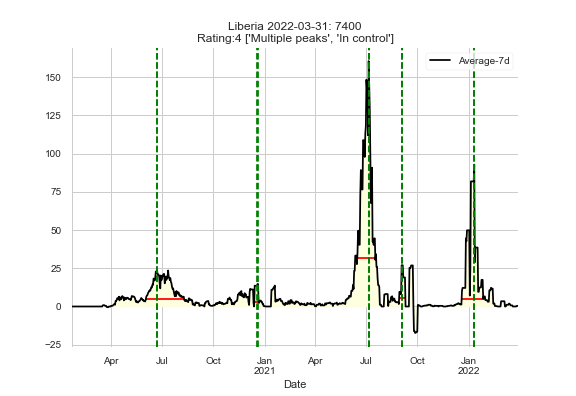 Liberia 2022-03-31: 7400
Rating:4 ['Multiple peaks', 'In control']
Average-7d
150
125
100
75
50
25
0
−25
Apr Jul Oct Jan Apr Jul Oct Jan
2021 2022
Date